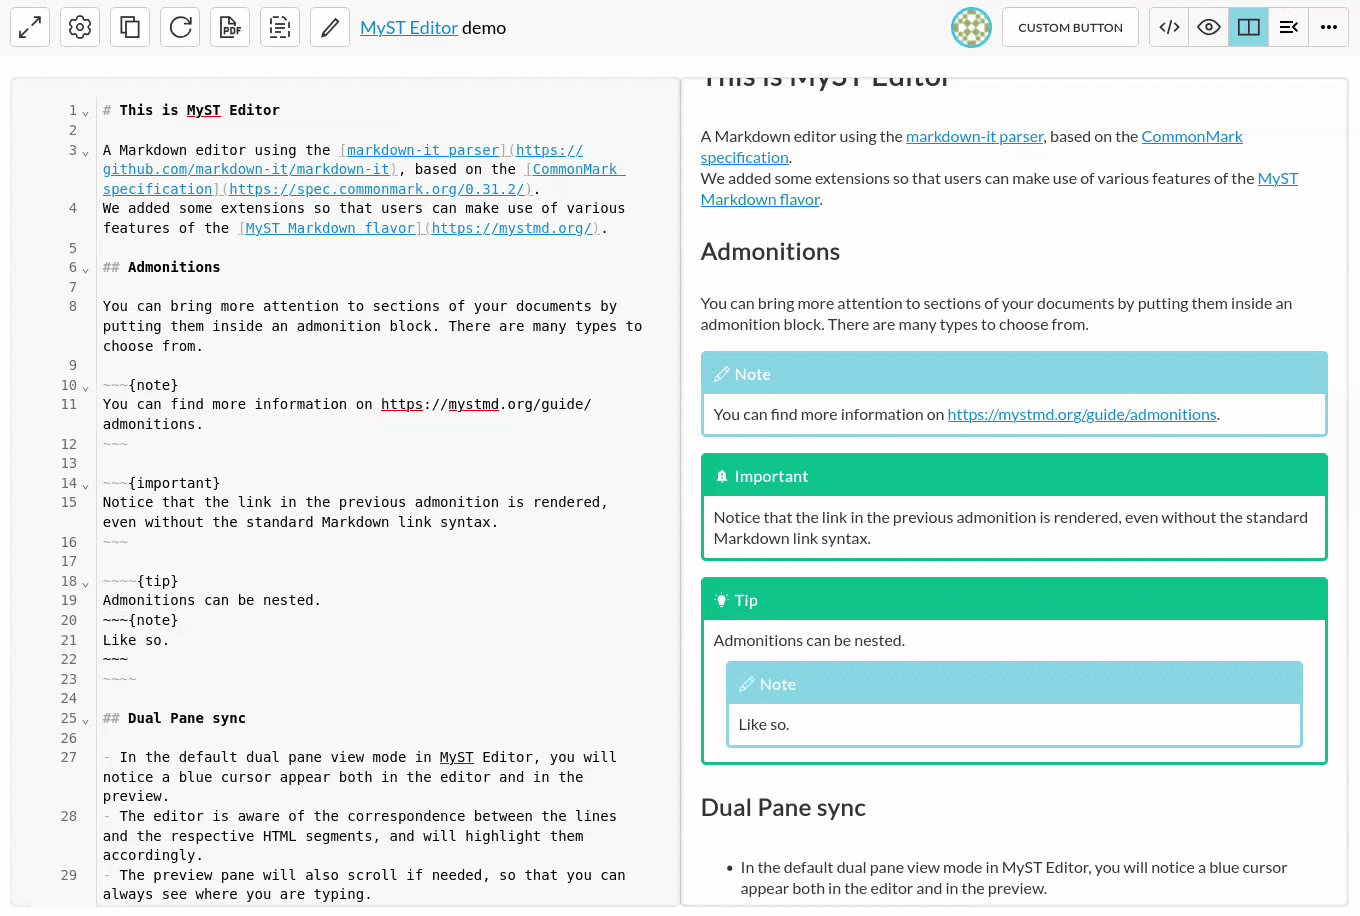 PDF
MyST Editor demo
CUSTOM BUTTON
1 # This is MyST Editor
2
3 A Markdown editor using the [markdown-it parser](https://
github.com/markdown-it/markdown-it), based on the [CommonMark
specification](https://spec.commonmark.org/0.31.2/).
4 We added some extensions so that users can make use of various
features of the [MyST Markdown flavor](https://mystmd.org/).
5
6 ## Admonitions
7
8 You can bring more attention to sections of your documents by
putting them inside an admonition block. There are many types to
choose from.
9
10 ~~~{note}
11 You can find more information on https://mystmd.org/guide/
admonitions.
12 ~~~
13
14 ~~~{important}
15 Notice that the link in the previous admonition is rendered,
even without the standard Markdown link syntax.
16 ~~~
17
18 ~~~~{tip}
19 Admonitions can be nested.
20 ~~~{note}
21 Like so.
22 ~~~
23 ~~~~
24
25 ## Dual Pane sync
26
27 - In the default dual pane view mode in MyST Editor, you will
notice a blue cursor appear both in the editor and in the
preview.
28 - The editor is aware of the correspondence between the lines
and the respective HTML segments, and will highlight them
accordingly.
29 - The preview pane will also scroll if needed, so that you can
always see where you are typing.
This is MyST Editor
A Markdown editor using the markdown-it parser, based on the CommonMark
specification.
We added some extensions so that users can make use of various features of the MyST
Markdown flavor.
Admonitions
You can bring more attention to sections of your documents by putting them inside an
admonition block. There are many types to choose from.
Note
You can find more information on https://mystmd.org/guide/admonitions.
Important
Notice that the link in the previous admonition is rendered, even without the standard
Markdown link syntax.
Tip
Admonitions can be nested.
Note
Like so.
Dual Pane sync
• In the default dual pane view mode in MyST Editor, you will notice a blue cursor
appear both in the editor and in the preview.